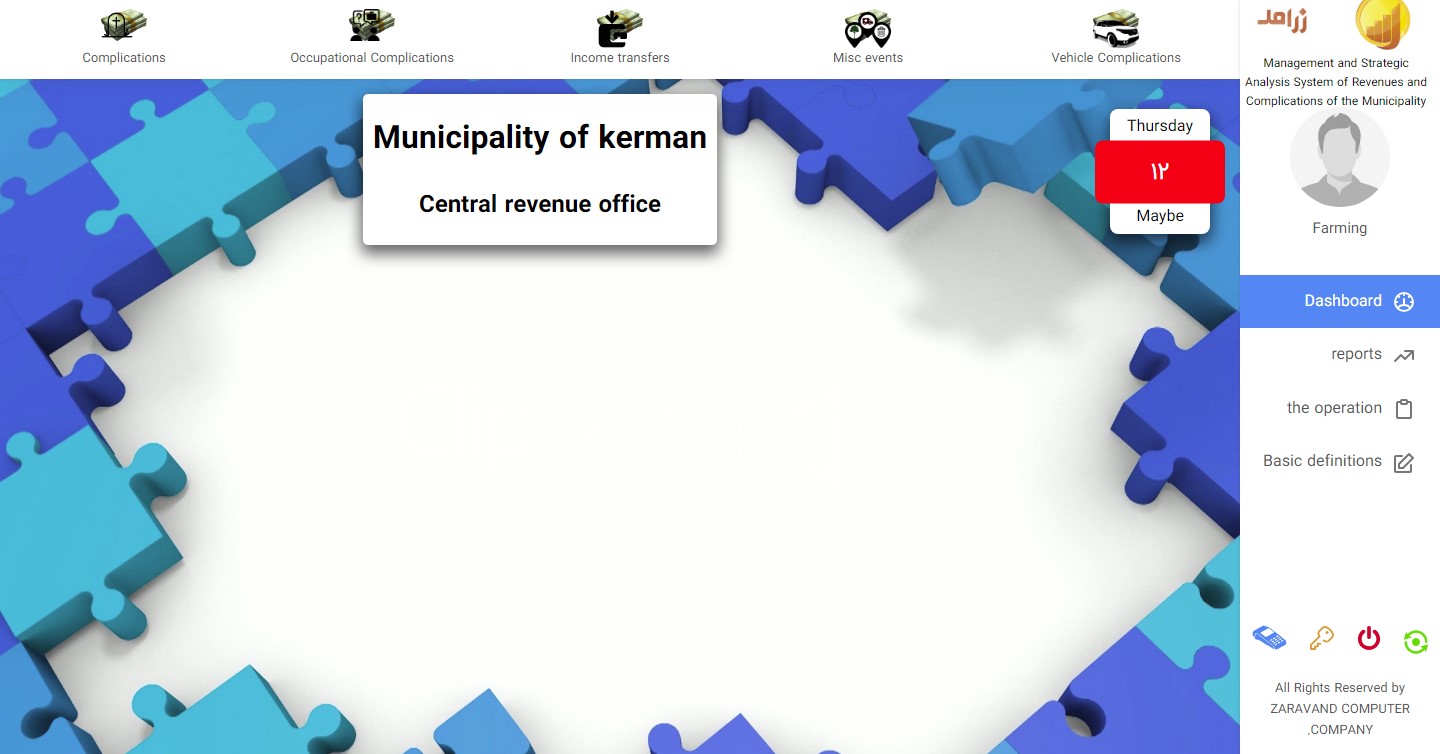 Complications
Occupational Complications
Income transfers
Misc events
Vehicle Complications
زرآمد
Management and Strategic
Analysis System of Revenues and
Complications of the Municipality
Municipality of kerman
Central revenue office
Thursday
۱۲
Maybe
Farming
Dashboard
reports
the operation
Basic definitions
All Rights Reserved by
ZARAVAND COMPUTER
.COMPANY